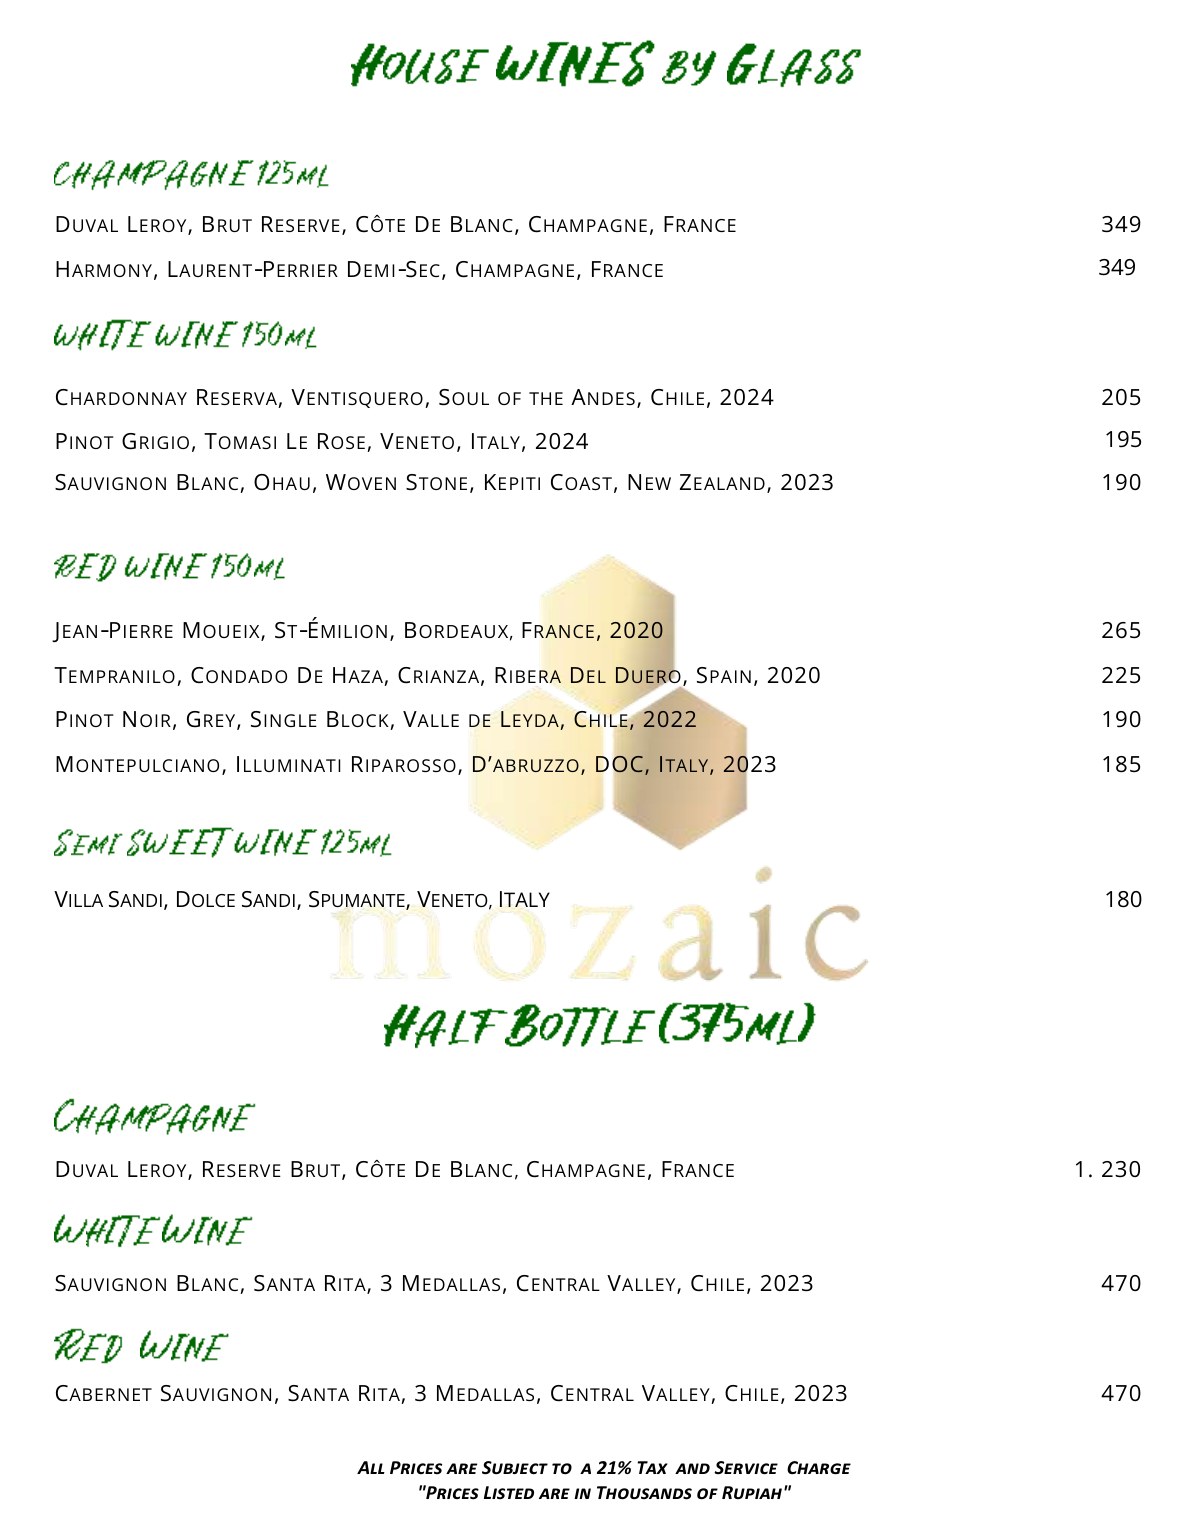 House WINES by Glass
CHAMPAGNE 125ml
Duval Leroy, Brut Reserve, Côte De Blanc, Champagne, France 349
Harmony, Laurent-Perrier Demi-Sec, Champagne, France 349
WHITE WINE 150ml
Chardonnay Reserva, Ventisquero, Soul of the Andes, Chile, 2024 205
Pinot Grigio, Tomasi Le Rose, Veneto, Italy, 2024 195
Sauvignon Blanc, Ohau, Woven Stone, Kepiti Coast, New Zealand, 2023 190
RED WINE 150ml
Jean-Pierre Moueix, St-Émilion, Bordeaux, France, 2020 265
Tempranilo, Condado De Haza, Crianza, Ribera Del Duero, Spain, 2020 225
Pinot Noir, Grey, Single Block, Valle de Leyda, Chile, 2022 190
Montepulciano, Illuminati Riparosso, D’abruzzo, DOC, Italy, 2023 185
Semi SWEET WINE 125ml
Villa Sandi, Dolce Sandi, Spumante, Veneto, ITALY 180
mozaic
Half Bottle (375ml)
Champagne
Duval Leroy, Reserve Brut, Côte De Blanc, Champagne, France 1. 230
White Wine
Sauvignon Blanc, Santa Rita, 3 Medallas, Central Valley, Chile, 2023 470
Red Wine
Cabernet Sauvignon, Santa Rita, 3 Medallas, Central Valley, Chile, 2023 470
All Prices are Subject to a 21% Tax and Service Charge
"Prices Listed are in Thousands of Rupiah"